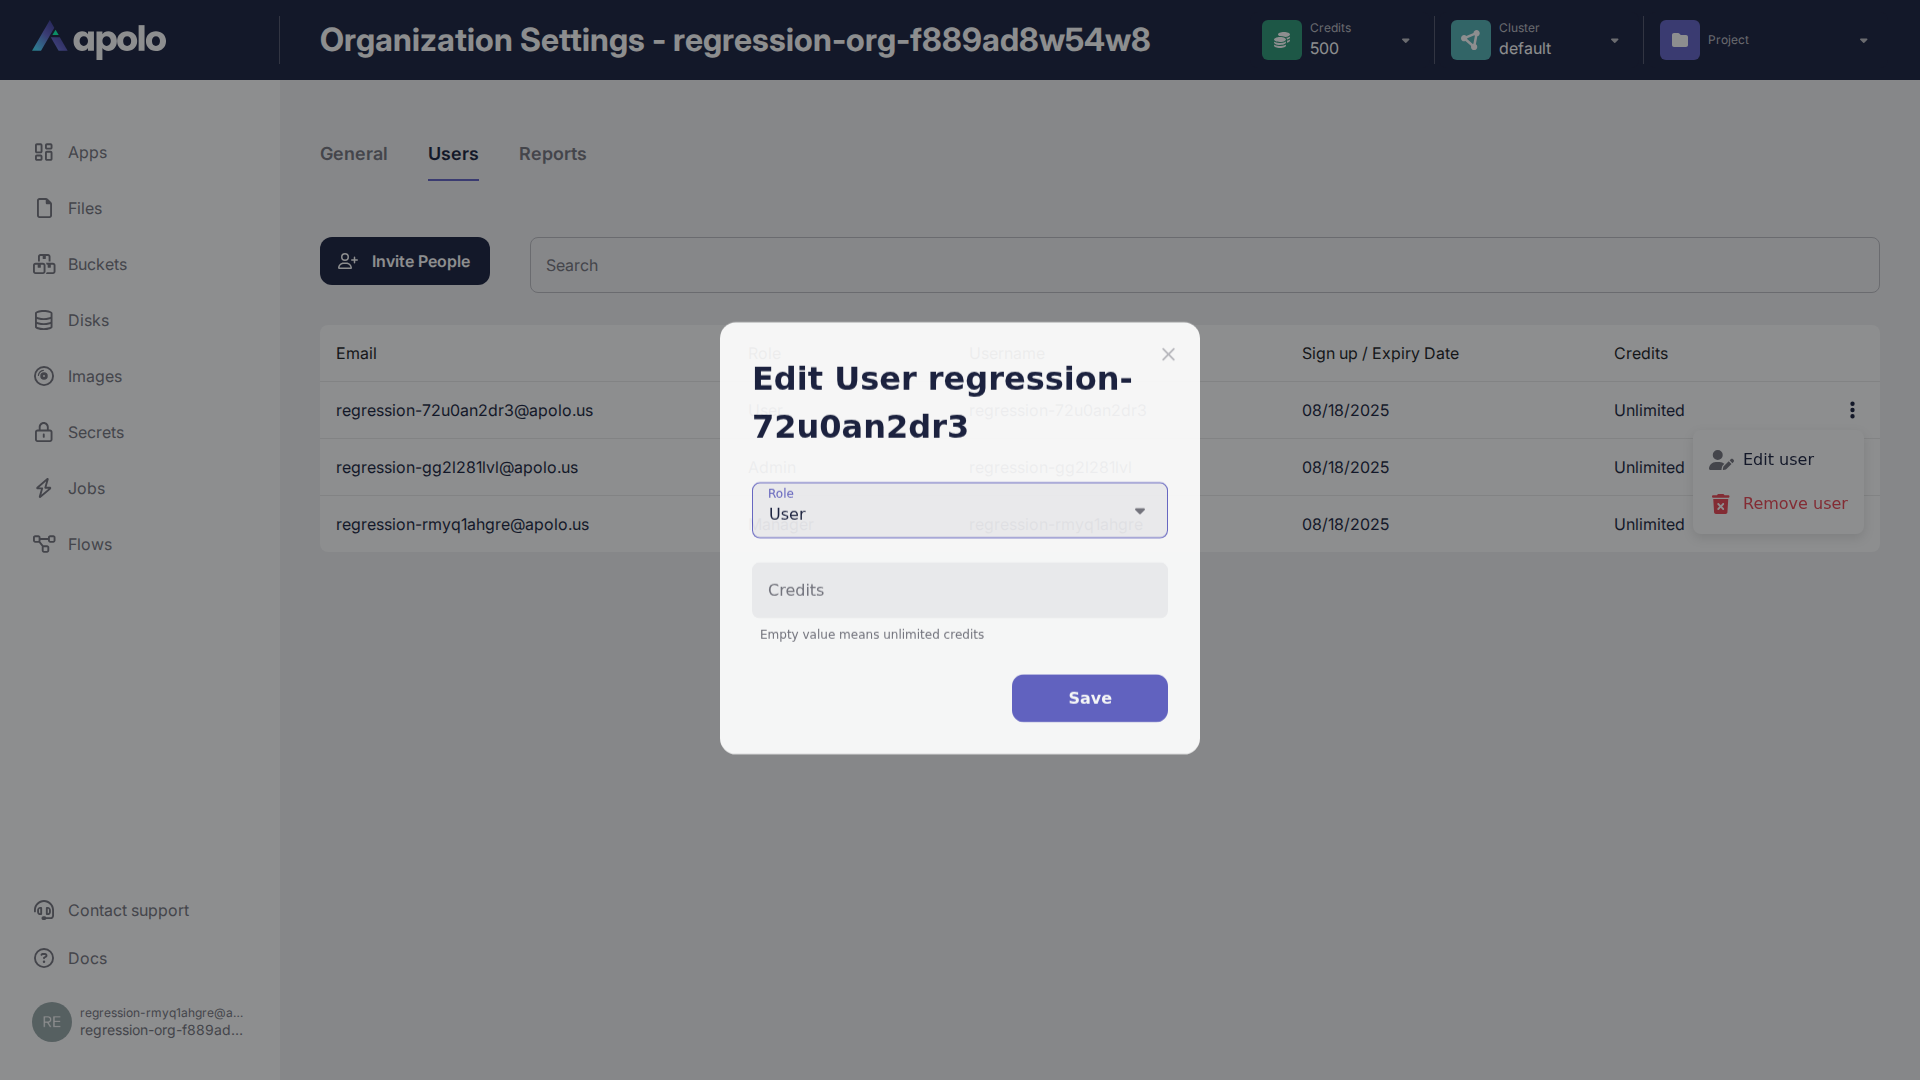 apolo
Organization Settings - regression-org-f889ad8w54w8
Credits
500
Cluster
default
Project
Apps
Files
Buckets
Disks
Images
Secrets
Jobs
Flows
Contact support
Docs
RE
regression-rmyq1ahgre@a...
regression-org-f889ad...
General Users Reports
Invite People
Search
Email Role Username Sign up / Expiry Date Credits
regression-72u0an2dr3@apolo.us regression-72u0an2dr3 08/18/2025 Unlimited
regression-gg2l281lvl@apolo.us Admin regression-gg2l281lvl 08/18/2025 Unlimited
regression-rmyq1ahgre@apolo.us Manager regression-rmyq1ahgre 08/18/2025 Unlimited
Edit user
Remove user
Edit User regression-
72u0an2dr3
Role
User
Credits
Empty value means unlimited credits
Save